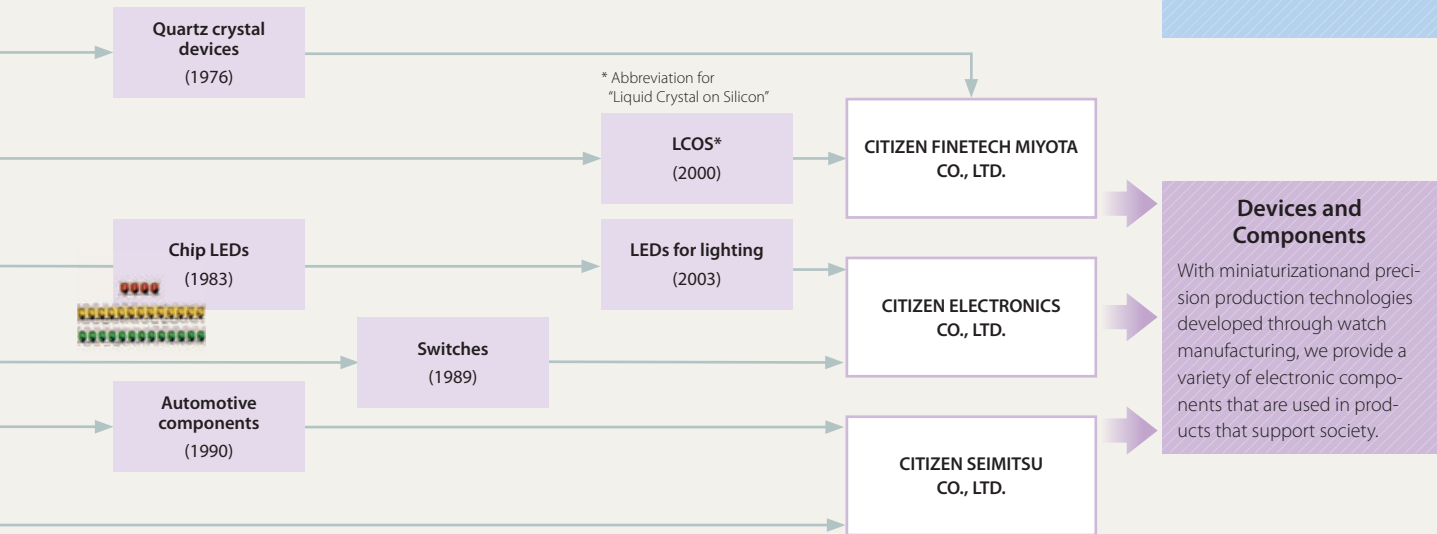 Quartz crystal
devices
(1976)
* Abbreviation for
"Liquid Crystal on Silicon"
LCOS*
(2000)
CITIZEN FINETECH MIYOTA
CO., LTD.
Chip LEDs
(1983)
LEDs for lighting
(2003)
CITIZEN ELECTRONICS
CO., LTD.
Switches
(1989)
Automotive
components
(1990)
CITIZEN SEIMITSU
CO., LTD.
Devices and
Components
With miniaturizationand preci-
sion production technologies
developed through watch
manufacturing, we provide a
variety of electronic compo-
nents that are used in prod-
ucts that support society.